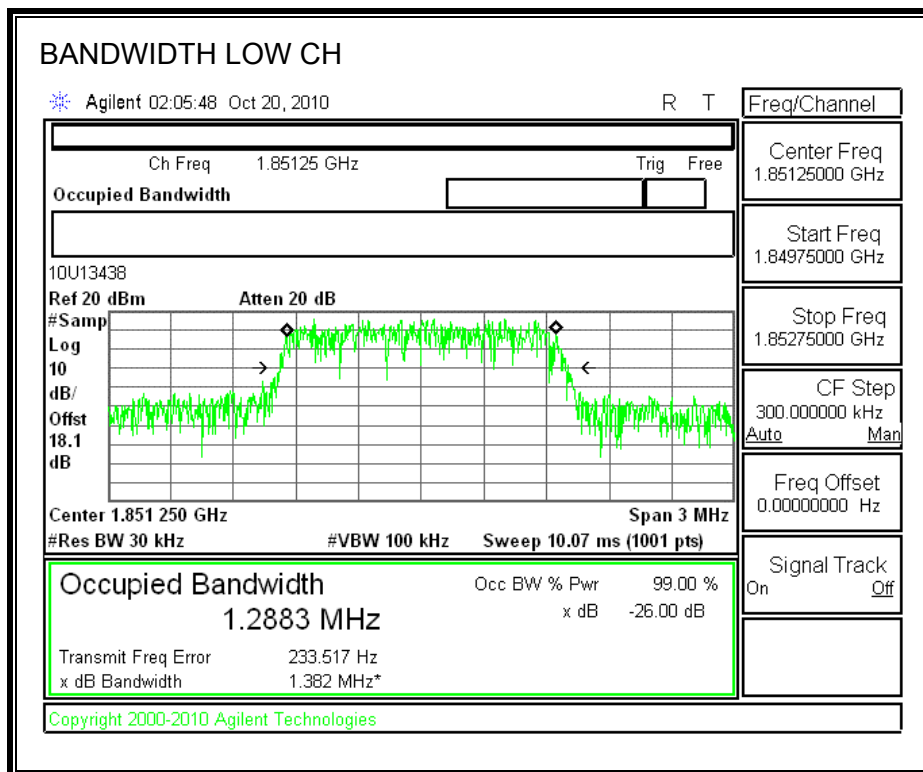 BANDWIDTH LOW CH
Agilent 02:05:48 Oct 20, 2010 R T
Freq/Channel
Ch Freq 1.85125 GHz Trig Free
Occupied Bandwidth
Center Freq
1.85125000 GHz
Start Freq
1.84975000 GHz
Stop Freq
1.85275000 GHz
CF Step
300.000000 kHz
Auto Man
Freq Offset
0.00000000 Hz
Signal Track
On Off
10U13438
Ref 20 dBm Atten 20 dB
#Samp
Log
10
dB/
Offst
18.1
dB
Center 1.851 250 GHz Span 3 MHz
#Res BW 30 kHz #VBW 100 kHz Sweep 10.07 ms (1001 pts)
Occupied Bandwidth Occ BW % Pwr 99.00 %
1.2883 MHz x dB -26.00 dB
Transmit Freq Error 233.517 Hz
x dB Bandwidth 1.382 MHz*
Copyright 2000-2010 Agilent Technologies